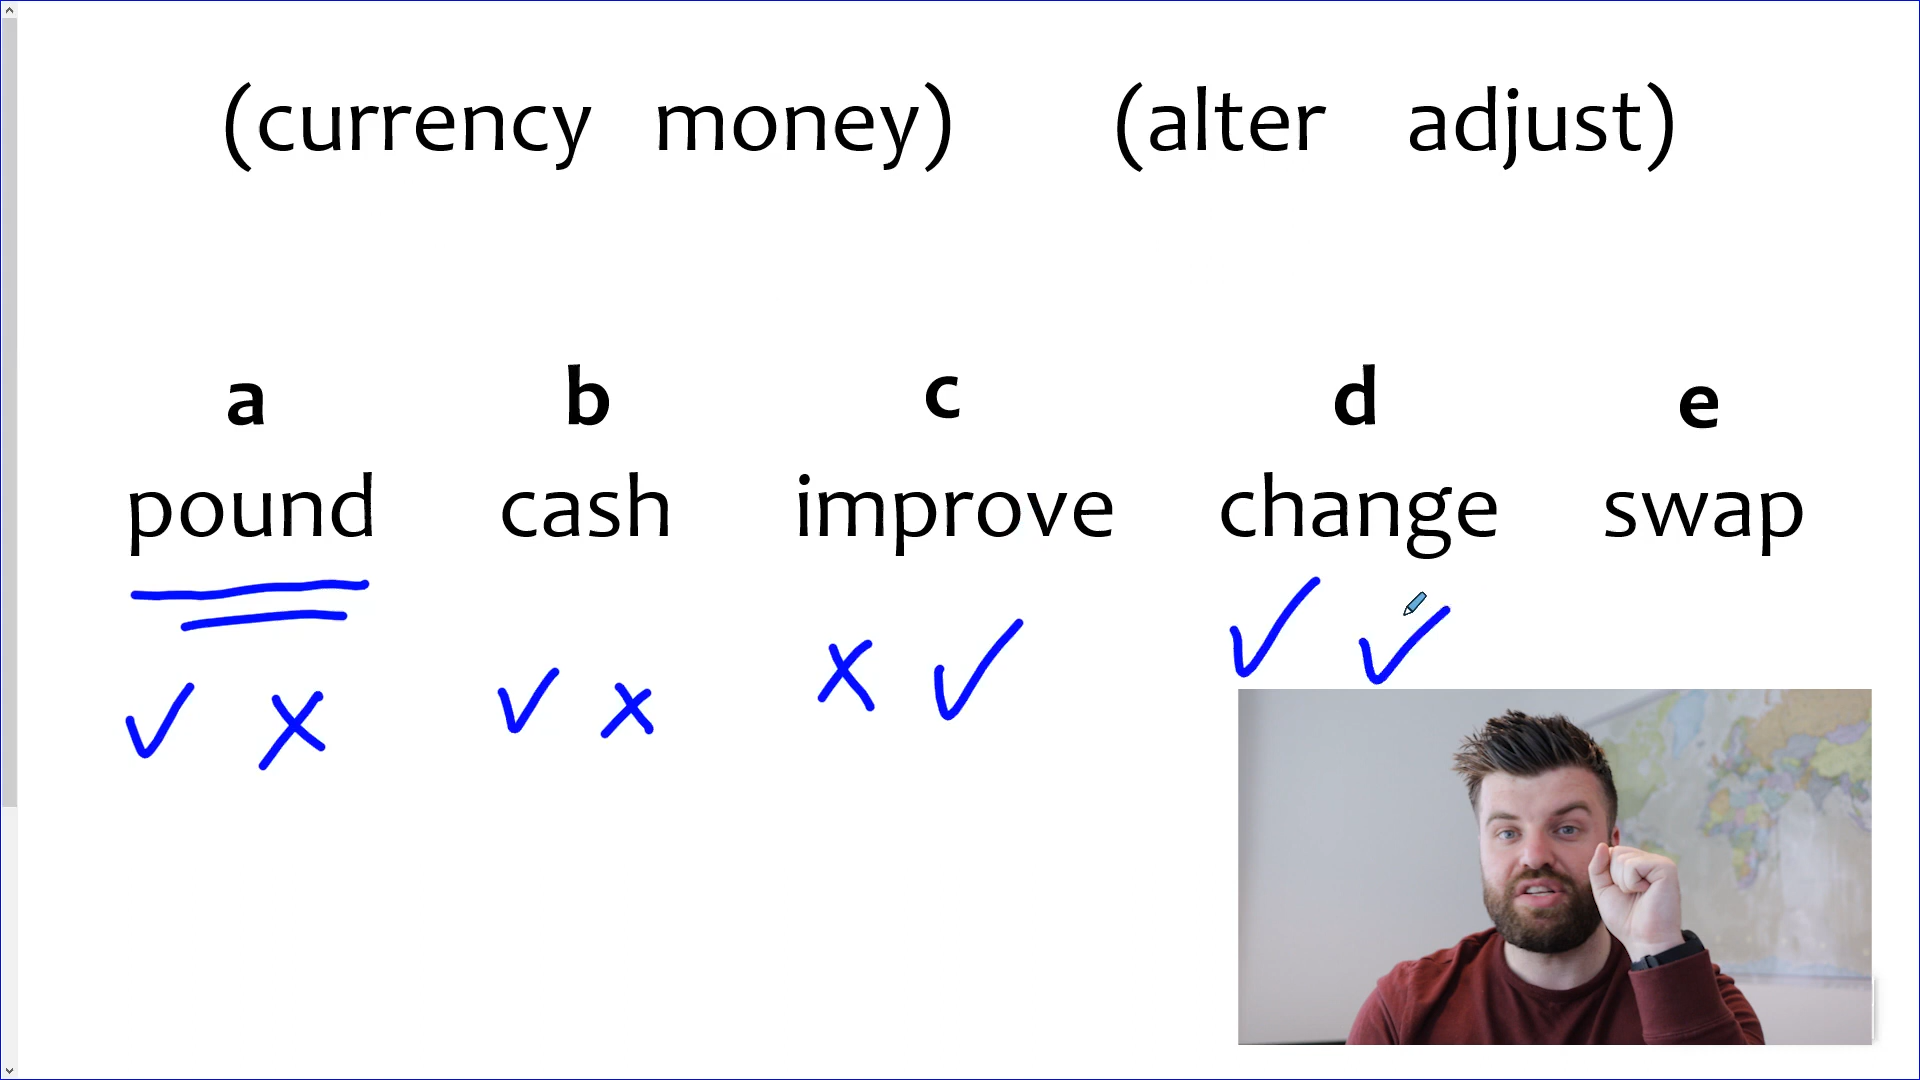 (currency money) (alter adjust)
a b c d e
pound cash improve change swap
✓ x ✓ x x ✓ ✓ ✓